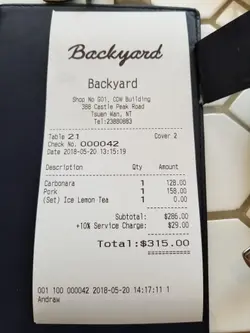 Backyard
Backyard
Shop No G01, CDW Building
388 Castle Peak Road
Tsuen Wan, NT
Tel:23880883
Table 21 Cover 2
Check No. 000042
Date 2018-05-20 13:15:19
Description Qty Amount
Carbonara 1 128.00
Pork 1 158.00
(Set) Ice Lemon Tea 1 0.00
Subtotal: $286.00
+10% Service Charge: $29.00
Total:$315.00
001 100 000042 2018-05-20 14:17:11 1
Andraw